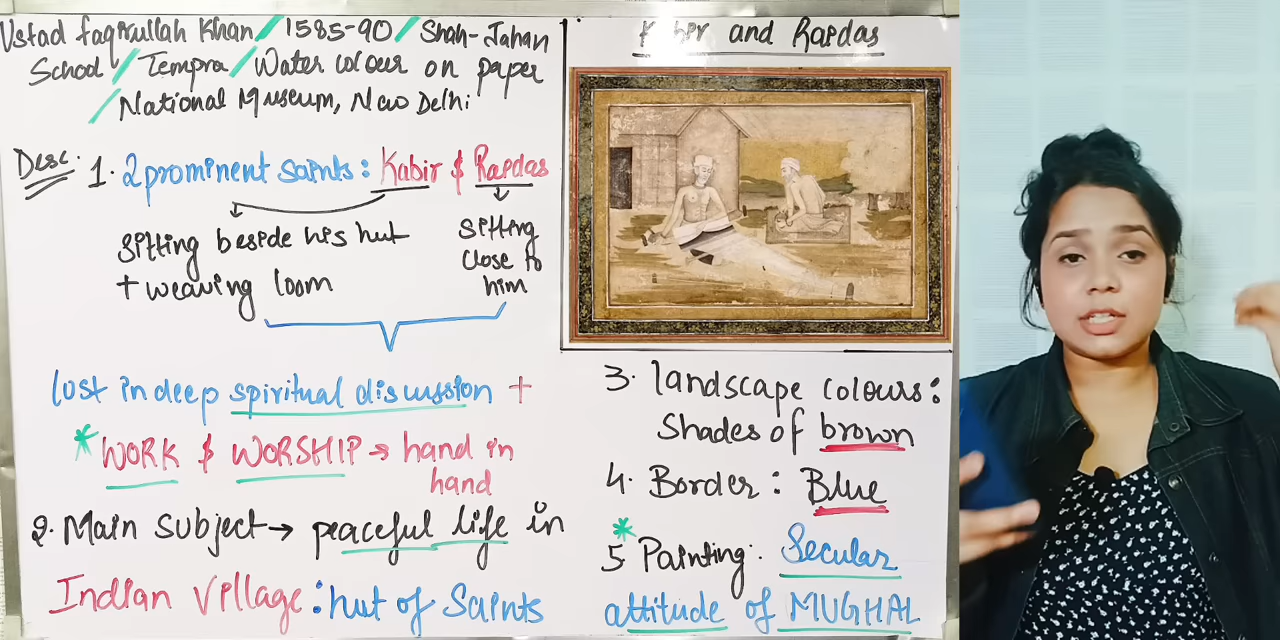 Ustad Faqirullah Khan / 1585-90 / Shah-Jahan
School / Tempra / Water colour on paper
/ National Museum, New Delhi
Desc. 1. 2 prominent saints: Kabir & Raidas
sitting beside his hut
+ weaving loom
sitting
close to
him
lost in deep spiritual discussion +
* WORK & WORSHIP → hand in
hand
2. Main subject → peaceful life in
Indian Village: hut of Saints
Kabir and Raidas
3. landscape colours:
Shades of brown
4. Border: Blue
* 5. Painting: Secular
attitude of MUGHAL